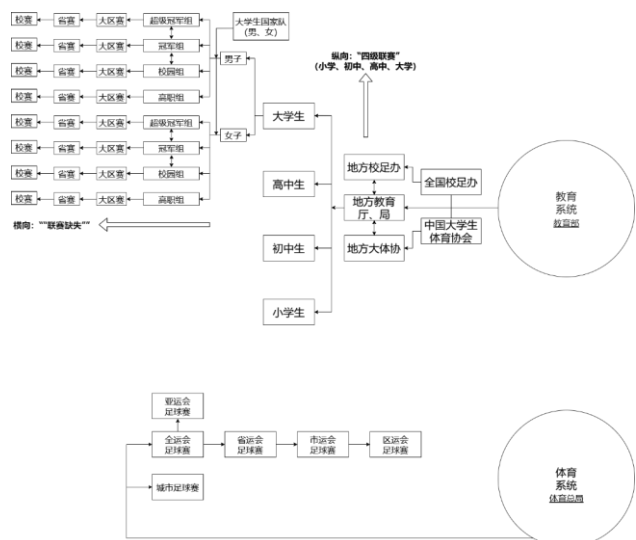 校赛 省赛 大区赛 超级冠军组
冠军组
校赛 省赛 大区赛
校赛 省赛 大区赛 校园组
校赛 省赛 大区赛 高职组
校赛 省赛 大区赛 超级冠军组
校赛 省赛 大区赛 冠军组
校赛 省赛 大区赛 校园组
校赛 省赛 大区赛 高职组
男子
女子
大学生国家队
(男、女)
横向:“"联赛缺失"”
纵向:“四级联赛”
(小学、初中、高中、大学)
大学生
高中生
初中生
小学生
地方校足办
地方教育
厅、局
地方大体协
全国校足办
中国大学生
体育协会
教育
系统
教育部
亚运会
足球赛
全运会
足球赛
省运会
足球赛
市运会
足球赛
区运会
足球赛
城市足球赛
体育
系统
体育总局